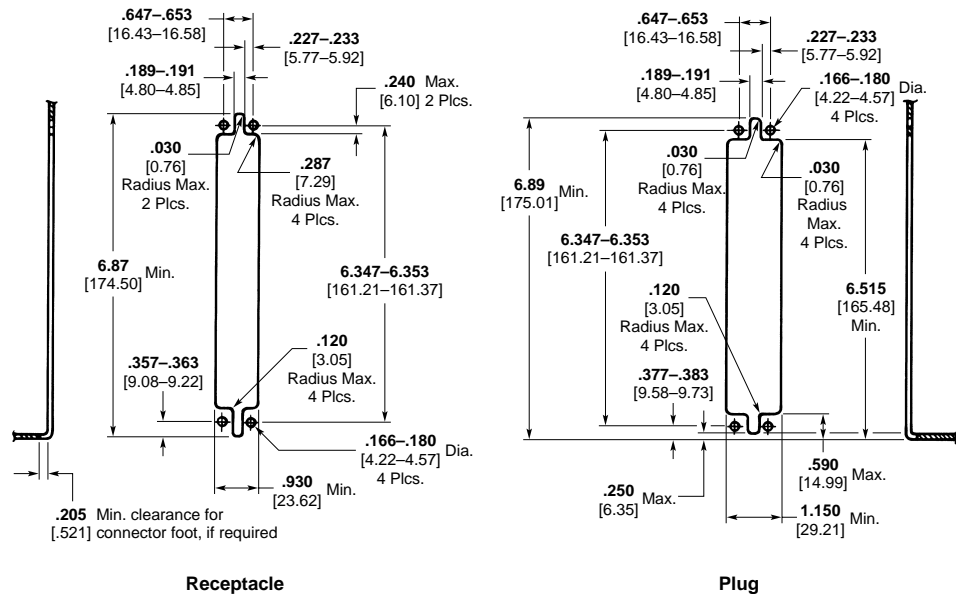 .647–.653
[16.43–16.58]
.227–.233
[5.77–5.92]
.189–.191
[4.80–4.85]
.240 Max.
[6.10] 2 Plcs.
.030
[0.76]
Radius Max.
2 Plcs.
.287
[7.29]
Radius Max.
4 Plcs.
6.87
[174.50] Min.
6.347–6.353
[161.21–161.37]
.120
[3.05]
Radius Max.
4 Plcs.
.357–.363
[9.08–9.22]
.166–.180
[4.22–4.57] Dia.
4 Plcs.
.930
[23.62] Min.
.205 Min. clearance for
[.521] connector foot, if required
Receptacle
.647–.653
[16.43–16.58]
.227–.233
[5.77–5.92]
.189–.191
[4.80–4.85]
.166–.180 Dia.
[4.22–4.57]
4 Plcs.
.030
[0.76]
Radius Max.
4 Plcs.
.030
[0.76]
Radius
Max.
4 Plcs.
6.89
[175.01] Min.
6.347–6.353
[161.21–161.37]
6.515
[165.48]
Min.
.120
[3.05]
Radius Max.
4 Plcs.
.377–.383
[9.58–9.73]
.590
[14.99] Max.
.250
[6.35] Max.
1.150
[29.21] Min.
Plug